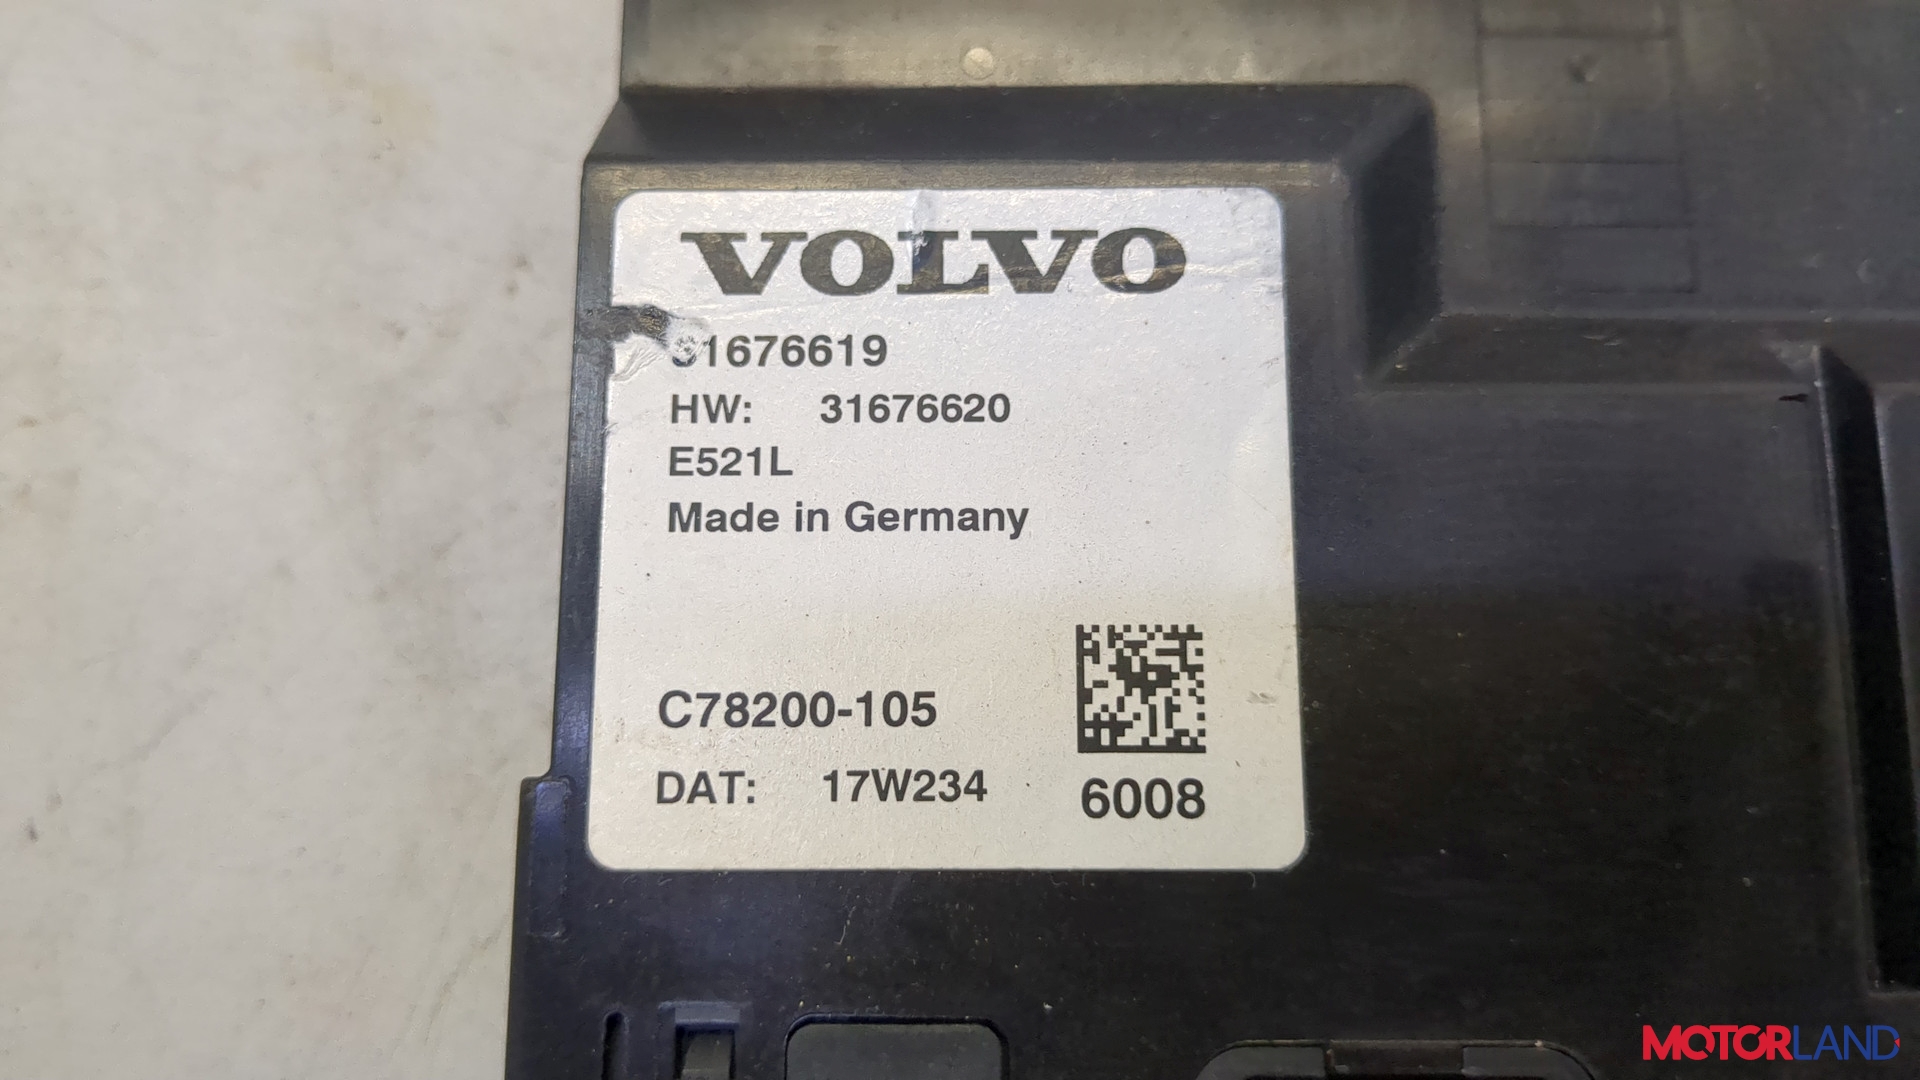 VOLVO
31676619
HW: 31676620
E521L
Made in Germany
C78200-105
DAT: 17W234
6008
MOTORLAND